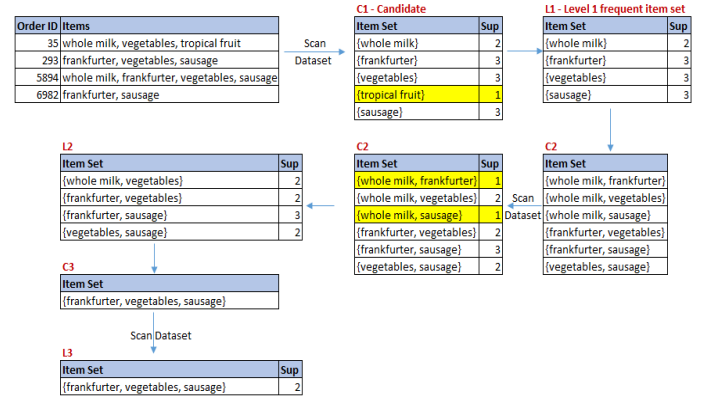 C1 - Candidate
L1 - Level 1 frequent item set
Order ID Items
35 whole milk, vegetables, tropical fruit
293 frankfurter, vegetables, sausage
5894 whole milk, frankfurter, vegetables, sausage
6982 frankfurter, sausage
Scan
Dataset
Item Set Sup
{whole milk} 2
{frankfurter} 3
{vegetables} 3
{tropical fruit} 1
{sausage} 3
Item Set Sup
{whole milk} 2
{frankfurter} 3
{vegetables} 3
{sausage} 3
L2
Item Set Sup
{whole milk, vegetables} 2
{frankfurter, vegetables} 2
{frankfurter, sausage} 3
{vegetables, sausage} 2
C2
Item Set Sup
{whole milk, frankfurter} 1
{whole milk, vegetables} 2
{whole milk, sausage} 1
{frankfurter, vegetables} 2
{frankfurter, sausage} 3
{vegetables, sausage} 2
Scan
Dataset
C2
Item Set
{whole milk, frankfurter}
{whole milk, vegetables}
{whole milk, sausage}
{frankfurter, vegetables}
{frankfurter, sausage}
{vegetables, sausage}
C3
Item Set
{frankfurter, vegetables, sausage}
Scan Dataset
L3
Item Set Sup
{frankfurter, vegetables, sausage} 2